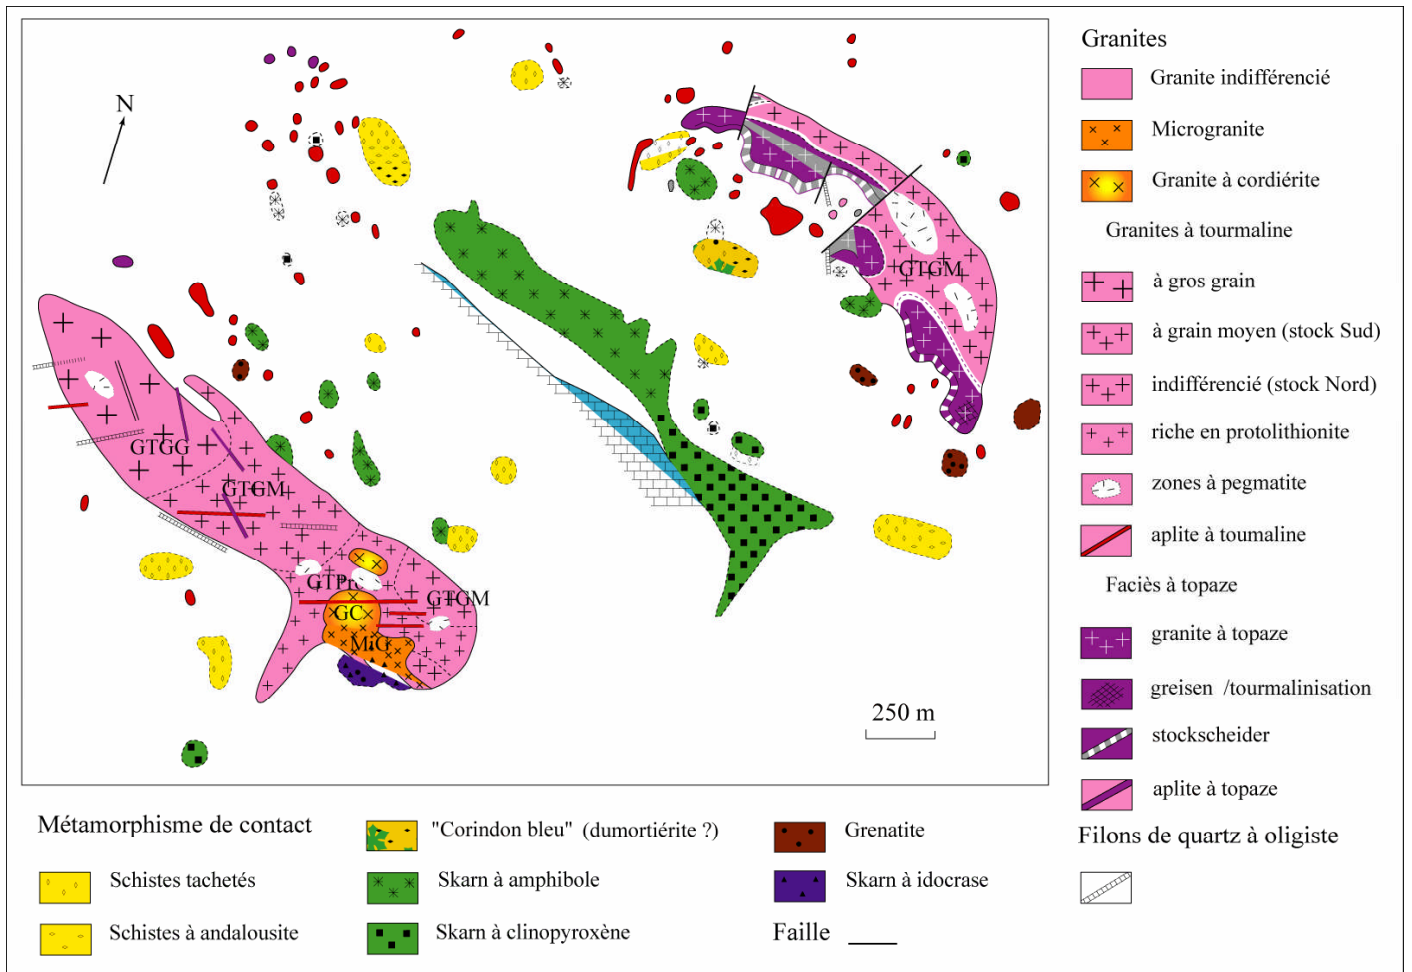 N
GTGG
GTGM
GTPr
GC
MiG
GTGM
GTGM
250 m
Granites
Granite indifférencié
Microgranite
Granite à cordiérite
Granites à tourmaline
à gros grain
à grain moyen (stock Sud)
indifférencié (stock Nord)
riche en protolithionite
zones à pegmatite
aplite à toumaline
Faciès à topaze
granite à topaze
greisen /tourmalinisation
stockscheider
aplite à topaze
Filons de quartz à oligiste
Métamorphisme de contact
Schistes tachetés
Schistes à andalousite
"Corindon bleu" (dumortiérite ?)
Skarn à amphibole
Skarn à clinopyroxène
Grenatite
Skarn à idocrase
Faille